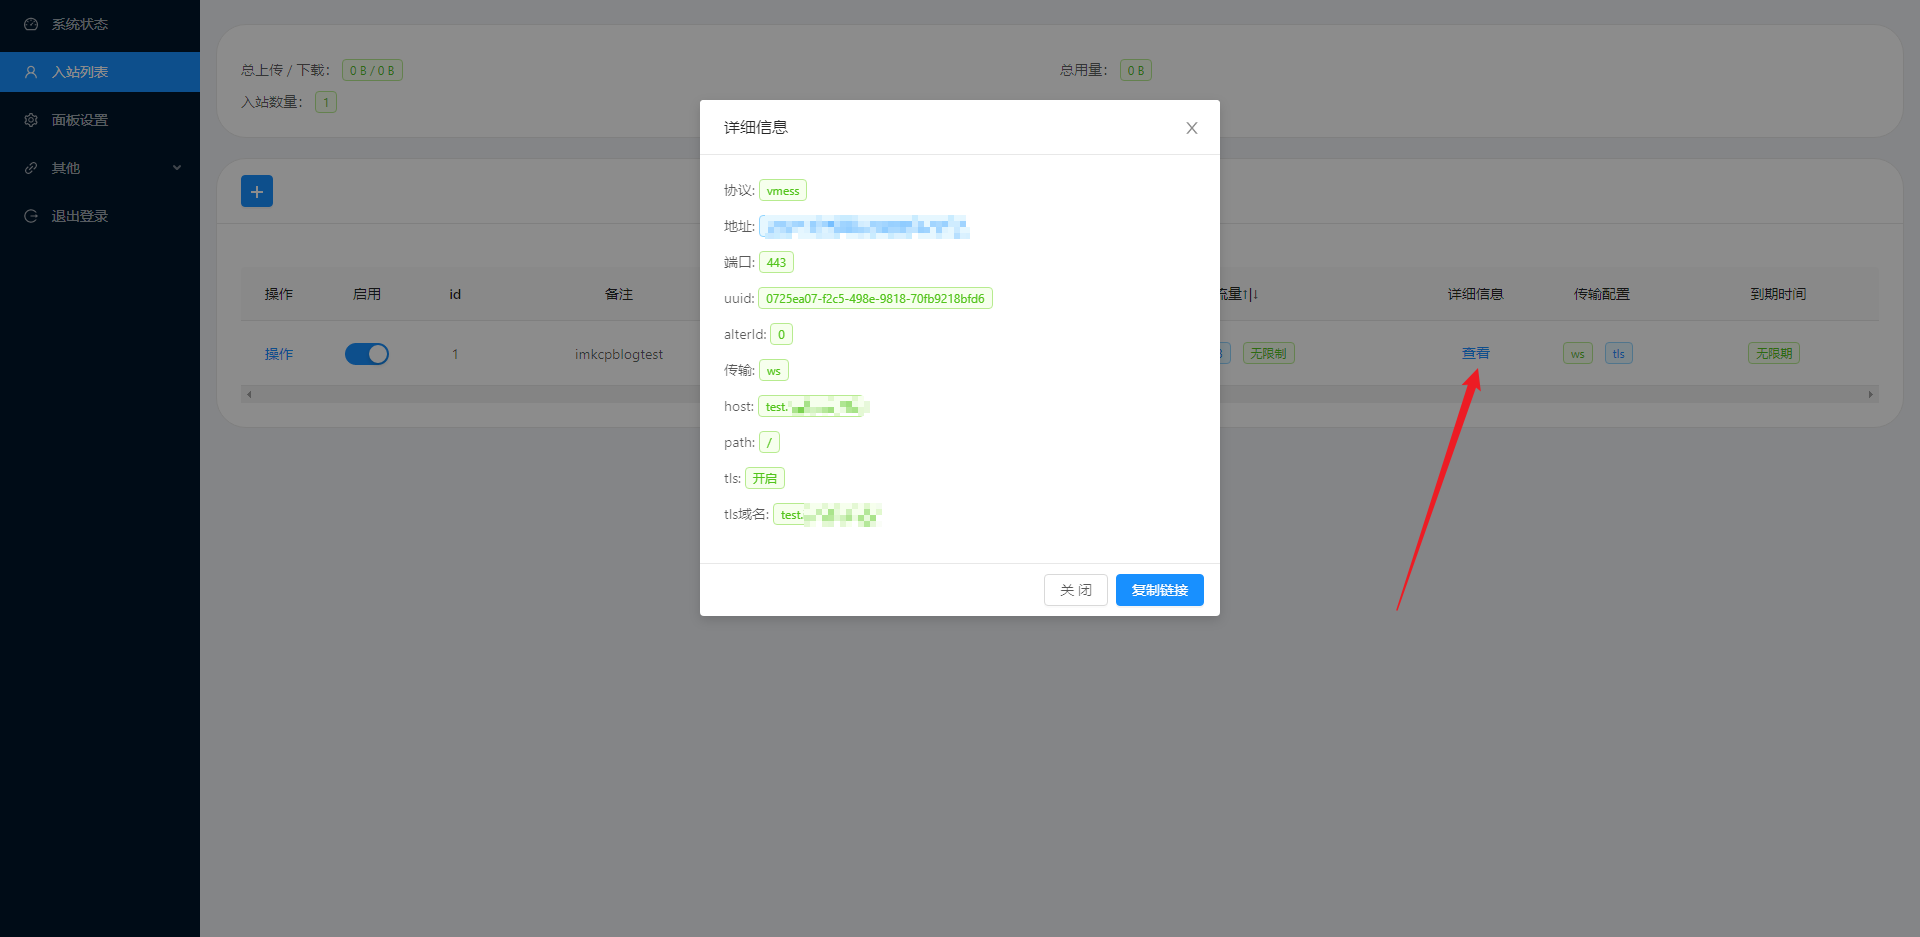 系统状态
入站列表
面板设置
其他
退出登录
总上传 / 下载： 0 B / 0 B
总用量： 0 B
入站数量： 1
操作 启用 id 备注 流量↑|↓ 详细信息 传输配置 到期时间
操作 1 imkcpblogtest 无限制 查看 ws tls 无限期
详细信息
协议: vmess
地址:
端口: 443
uuid: 0725ea07-f2c5-498e-9818-70fb9218bfd6
alterId: 0
传输: ws
host: test.
path: /
tls: 开启
tls域名: test.
关 闭
复制链接